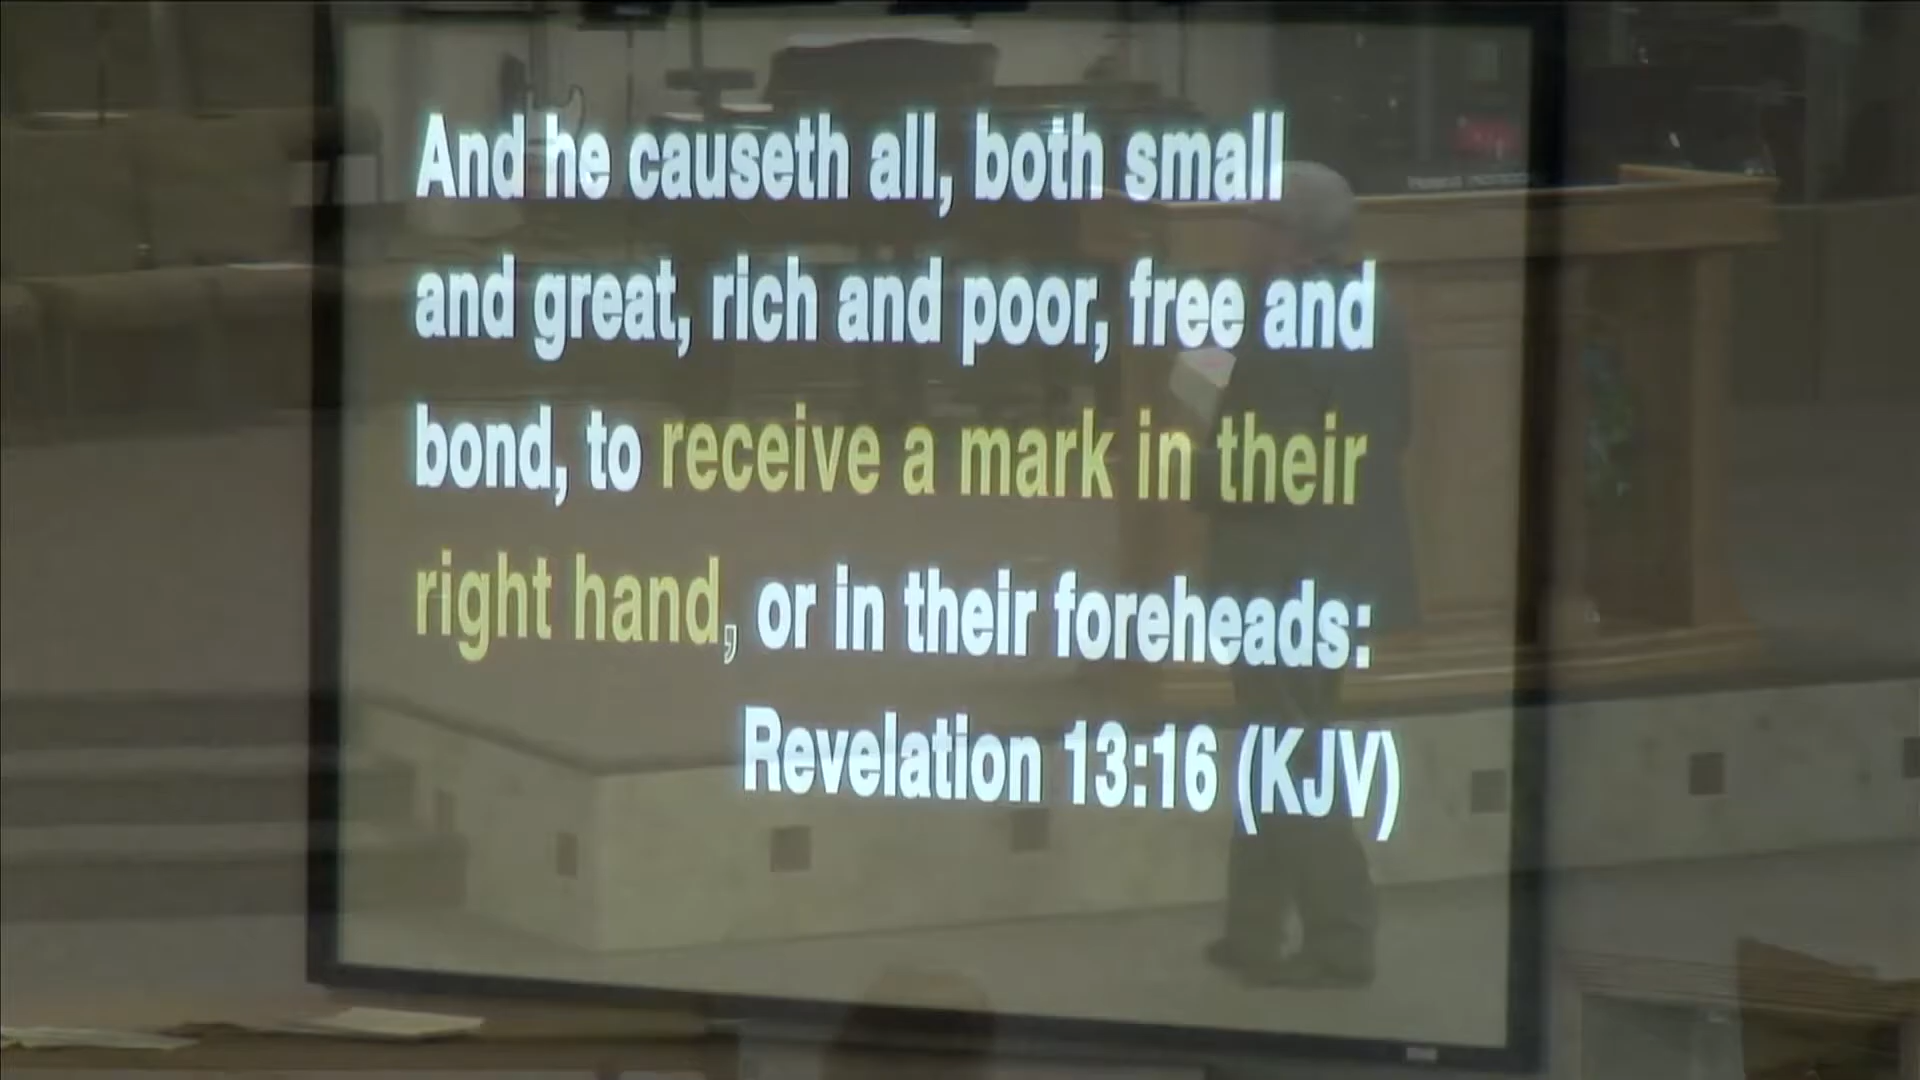 And he causeth all, both small
and great, rich and poor, free and
bond, to receive a mark in their
right hand, or in their foreheads:
Revelation 13:16 (KJV)